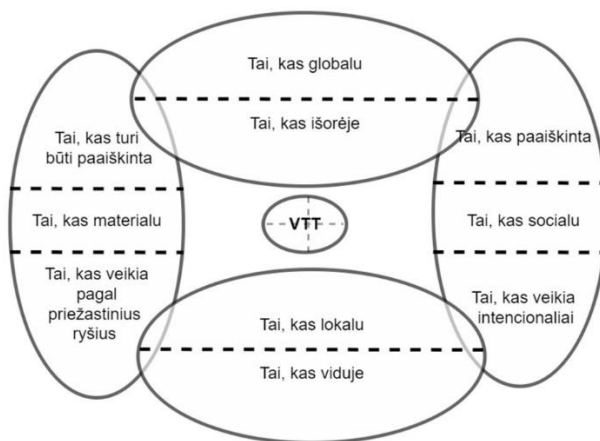 Tai, kas globalu
Tai, kas išorėje
Tai, kas turi
būti paaiškinta
Tai, kas materialu
Tai, kas veikia
pagal
priežastinius
ryšius
VTT
Tai, kas paaiškinta
Tai, kas socialu
Tai, kas veikia
intencionaliai
Tai, kas lokalu
Tai, kas viduje